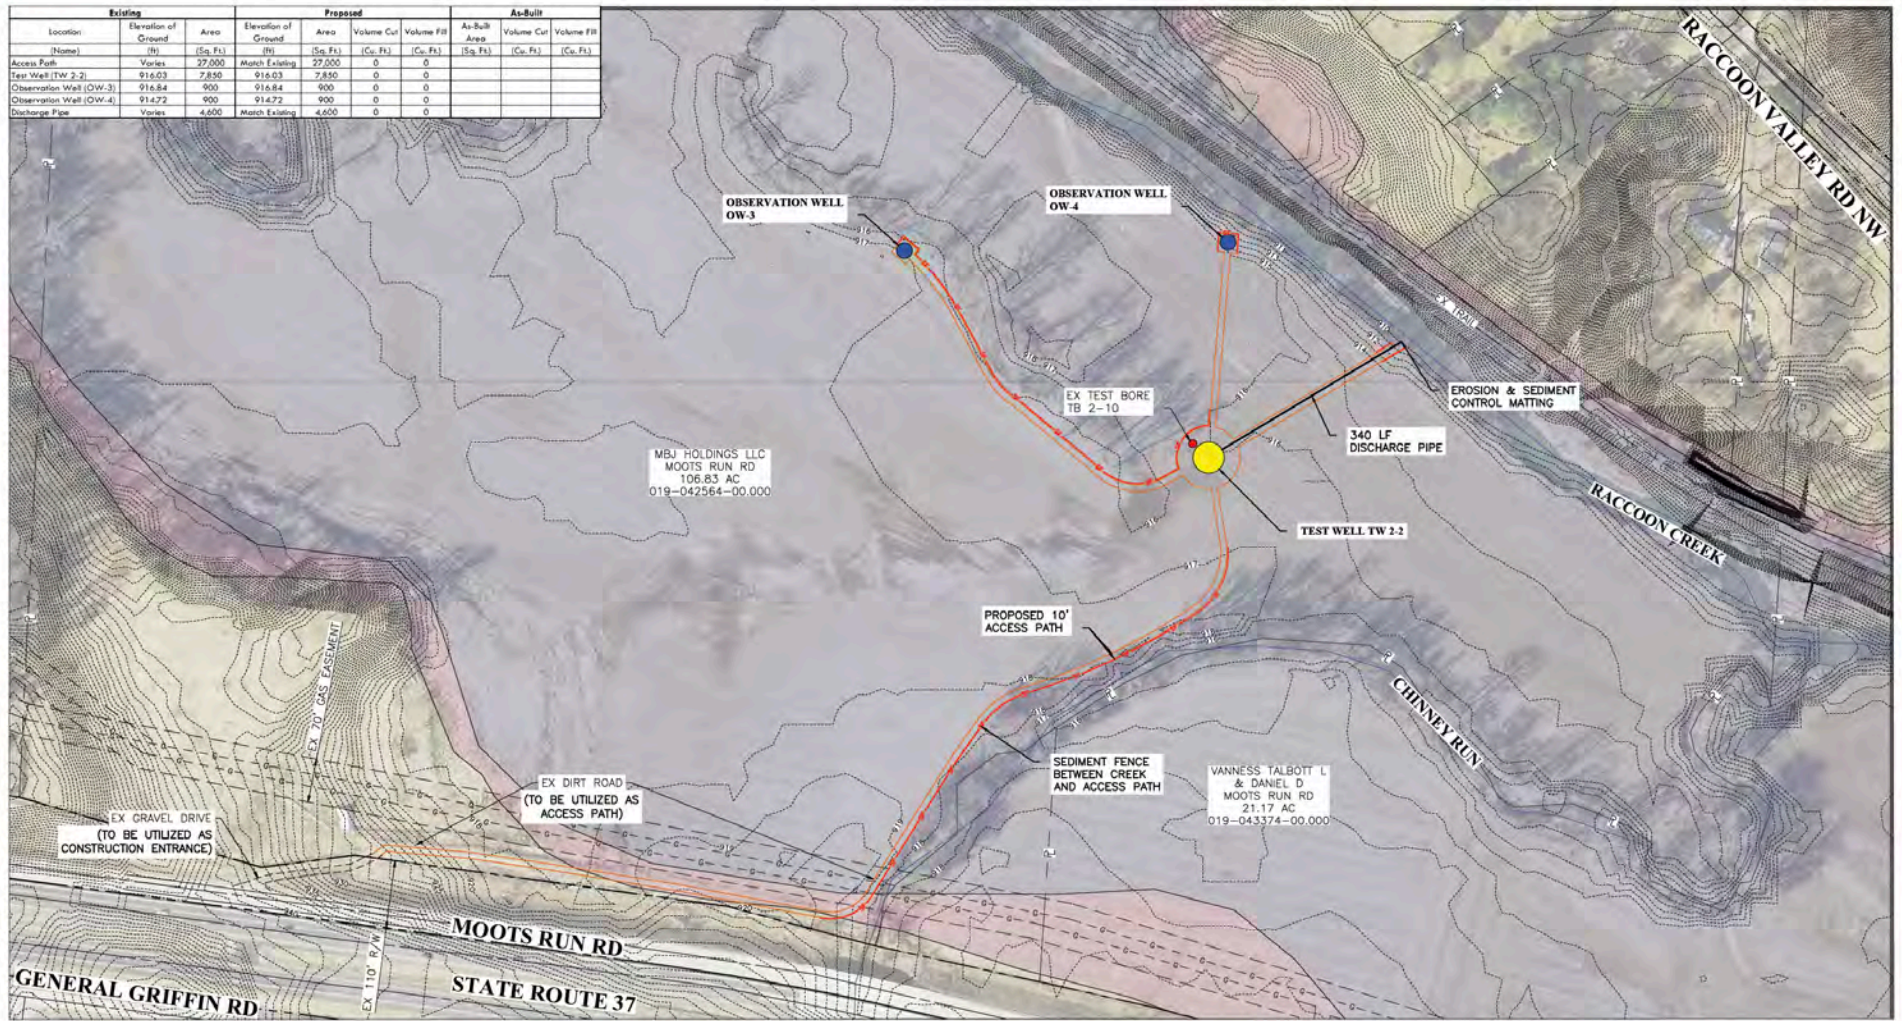 Existing Proposed As-Built
Location Elevation of Ground Area Elevation of Ground Area Volume Cut Volume Fill As-Built Area Volume Cut Volume Fill
(Name) (ft) (Sq. Ft.) (ft) (Sq. Ft.) (Cu. Ft.) (Cu. Ft.) (Sq. Ft.) (Cu. Ft.) (Cu. Ft.)
Access Path Varies 27,000 Match Existing 27,000 0 0
Test Well (TW 2-2) 916.03 7,850 916.03 7,850 0 0
Observation Well (OW-3) 916.84 900 916.84 900 0 0
Observation Well (OW-4) 914.72 900 914.72 900 0 0
Discharge Pipe Varies 4,600 Match Existing 4,600 0 0
RACCOON VALLEY RD NW
OBSERVATION WELL
OW-3
OBSERVATION WELL
OW-4
EX TRAIL
EX TEST BORE
TB 2-10
EROSION & SEDIMENT
CONTROL MATTING
340 LF
DISCHARGE PIPE
MBJ HOLDINGS LLC
MOOTS RUN RD
106.83 AC
019-042564-00.000
TEST WELL TW 2-2
RACCOON CREEK
PROPOSED 10'
ACCESS PATH
CHINNEY RUN
EX 70' GAS EASEMENT
SEDIMENT FENCE
BETWEEN CREEK
AND ACCESS PATH
VANNESS TALBOTT L
& DANIEL D
MOOTS RUN RD
21.17 AC
019-043374-00.000
EX DIRT ROAD
(TO BE UTILIZED AS
ACCESS PATH)
EX GRAVEL DRIVE
(TO BE UTILIZED AS
CONSTRUCTION ENTRANCE)
EX 110' R/W
MOOTS RUN RD
STATE ROUTE 37
GENERAL GRIFFIN RD